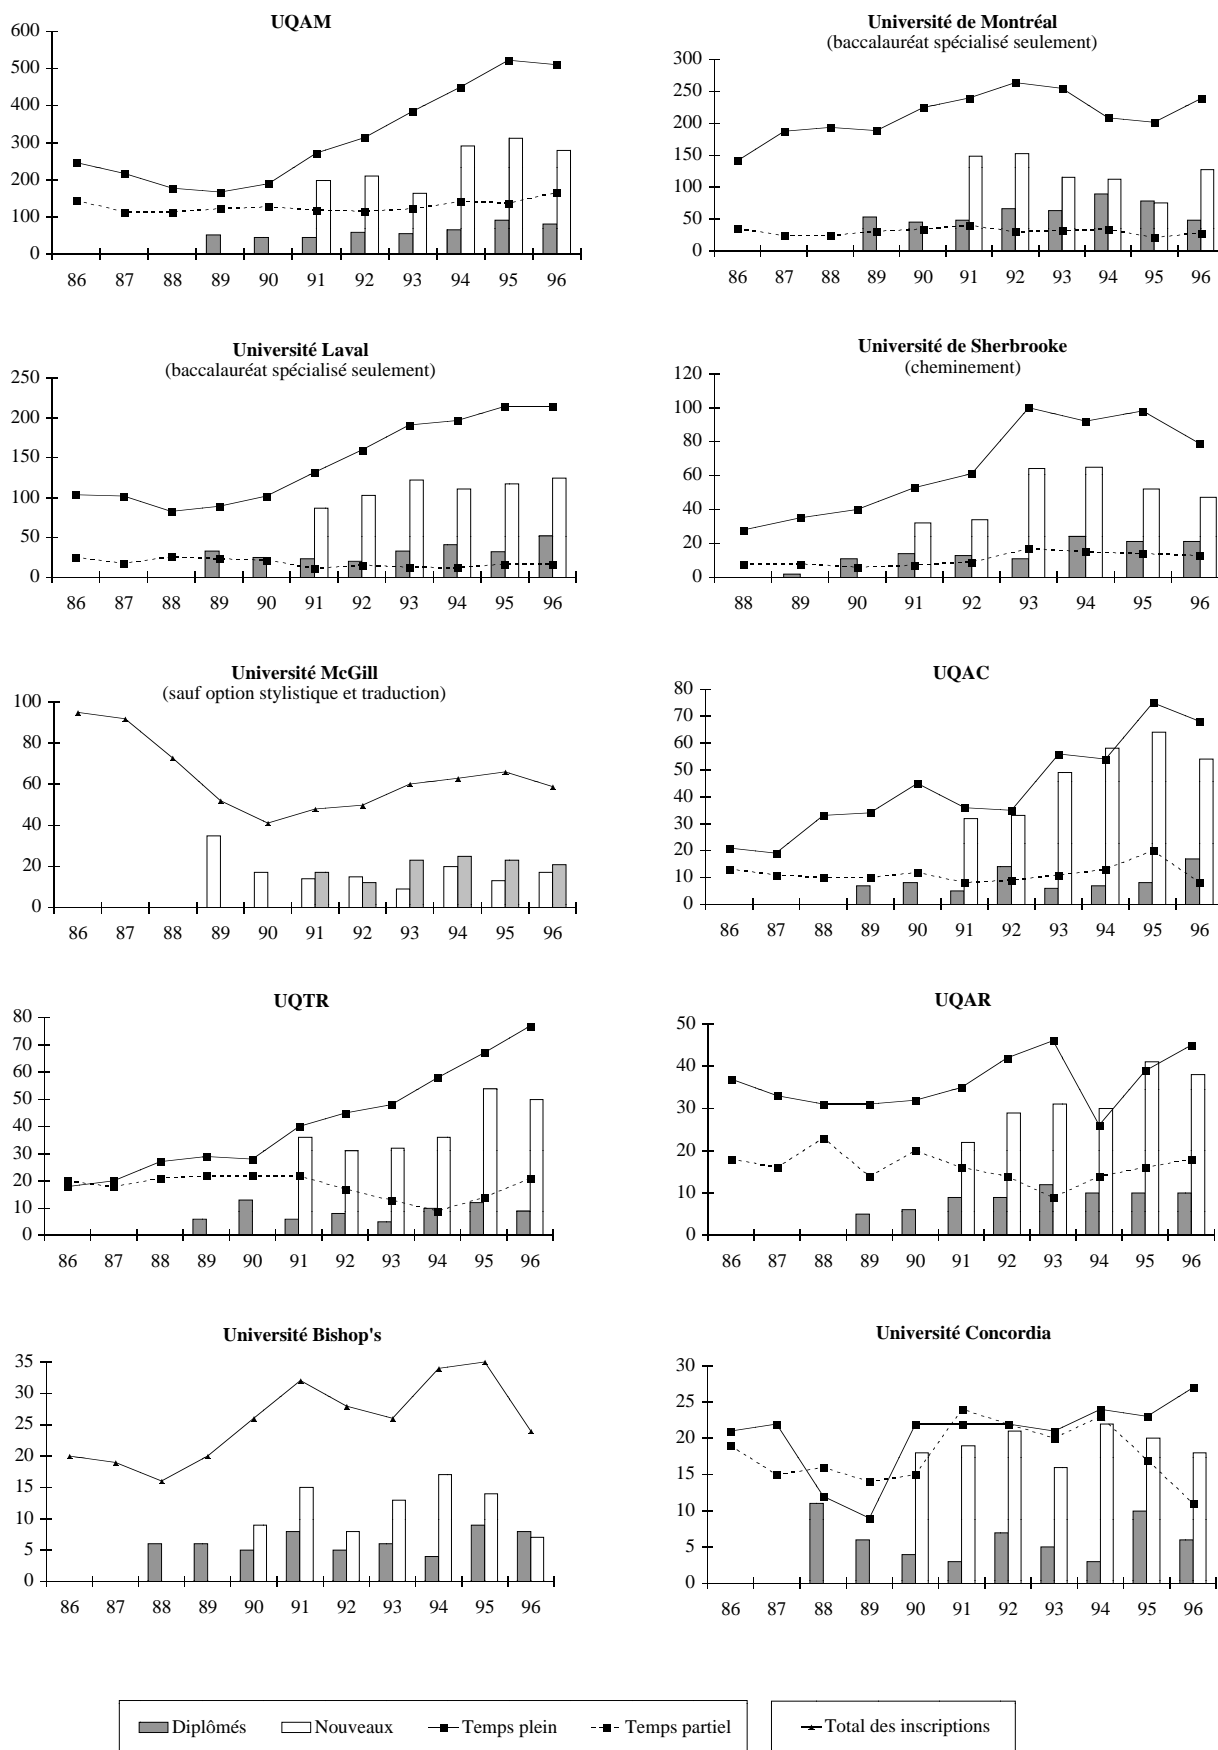 UQAM
600
500
400
300
200
100
0
86 87 88 89 90 91 92 93 94 95 96
Université de Montréal
(baccalauréat spécialisé seulement)
300
250
200
150
100
50
0
86 87 88 89 90 91 92 93 94 95 96
Université Laval
(baccalauréat spécialisé seulement)
250
200
150
100
50
0
86 87 88 89 90 91 92 93 94 95 96
Université de Sherbrooke
(cheminement)
120
100
80
60
40
20
0
88 89 90 91 92 93 94 95 96
Université McGill
(sauf option stylistique et traduction)
100
80
60
40
20
0
86 87 88 89 90 91 92 93 94 95 96
UQAC
80
70
60
50
40
30
20
10
0
86 87 88 89 90 91 92 93 94 95 96
UQTR
80
70
60
50
40
30
20
10
0
86 87 88 89 90 91 92 93 94 95 96
UQAR
50
40
30
20
10
0
86 87 88 89 90 91 92 93 94 95 96
Université Bishop's
35
30
25
20
15
10
5
0
86 87 88 89 90 91 92 93 94 95 96
Université Concordia
30
25
20
15
10
5
0
86 87 88 89 90 91 92 93 94 95 96
Diplômés Nouveaux Temps plein Temps partiel Total des inscriptions